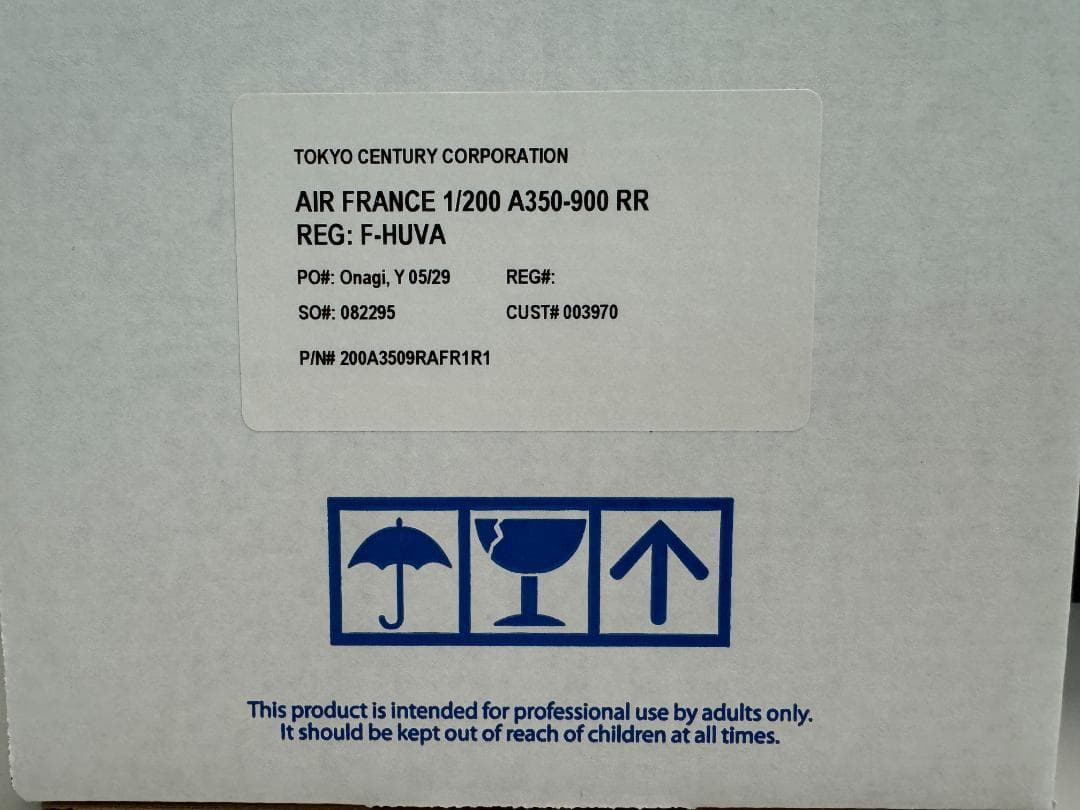 TOKYO CENTURY CORPORATION
AIR FRANCE 1/200 A350-900 RR
REG: F-HUVA
PO#: Onagi, Y 05/29 REG#:
SO#: 082295 CUST# 003970
P/N# 200A3509RAFR1R1
This product is intended for professional use by adults only.
It should be kept out of reach of children at all times.